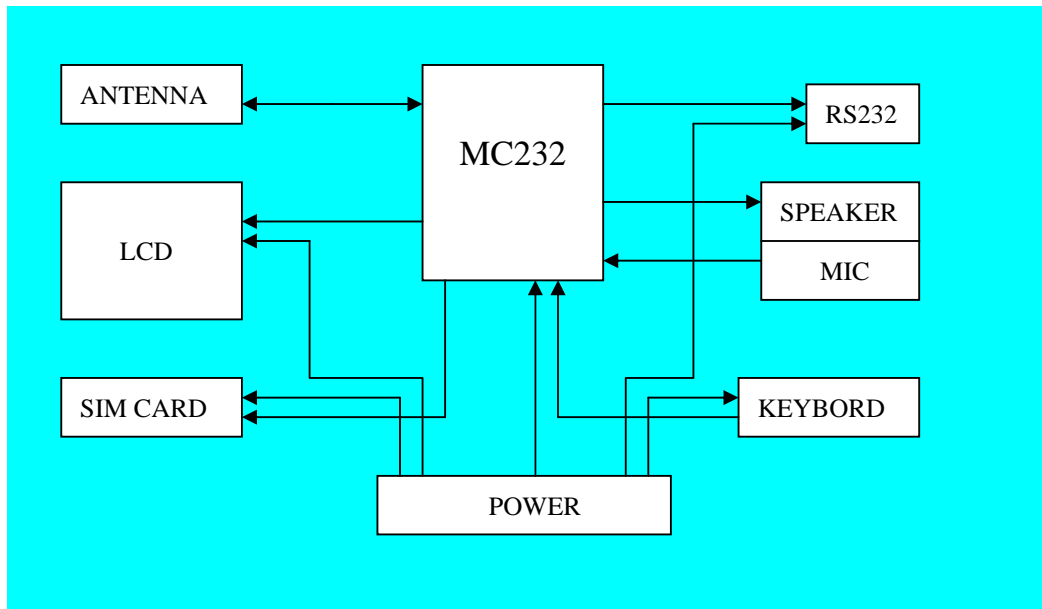 ANTENNA
MC232
RS232
SPEAKER
LCD
MIC
SIM CARD
KEYBORD
POWER